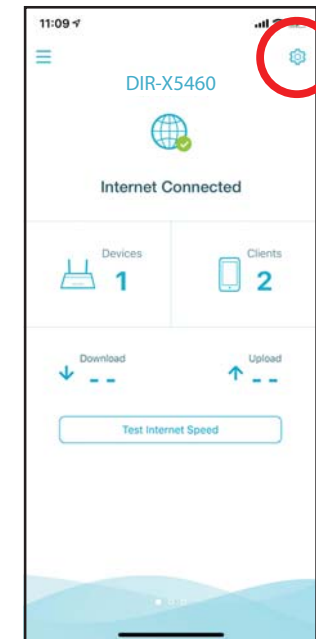 11:09
DIR-X5460
Internet Connected
Devices
1
Clients
2
Download
- -
Upload
- -
Test Internet Speed